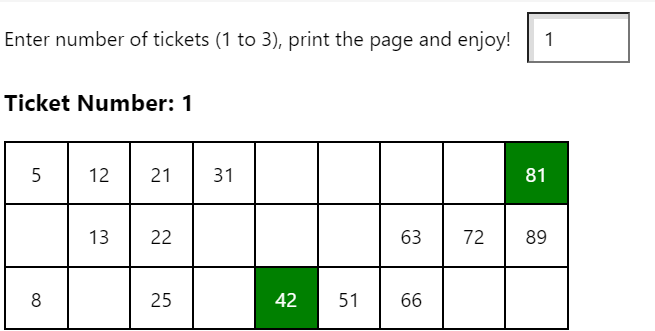 Enter number of tickets (1 to 3), print the page and enjoy! 1
Ticket Number: 1
5 12 21 31 81
13 22 63 72 89
8 25 42 51 66